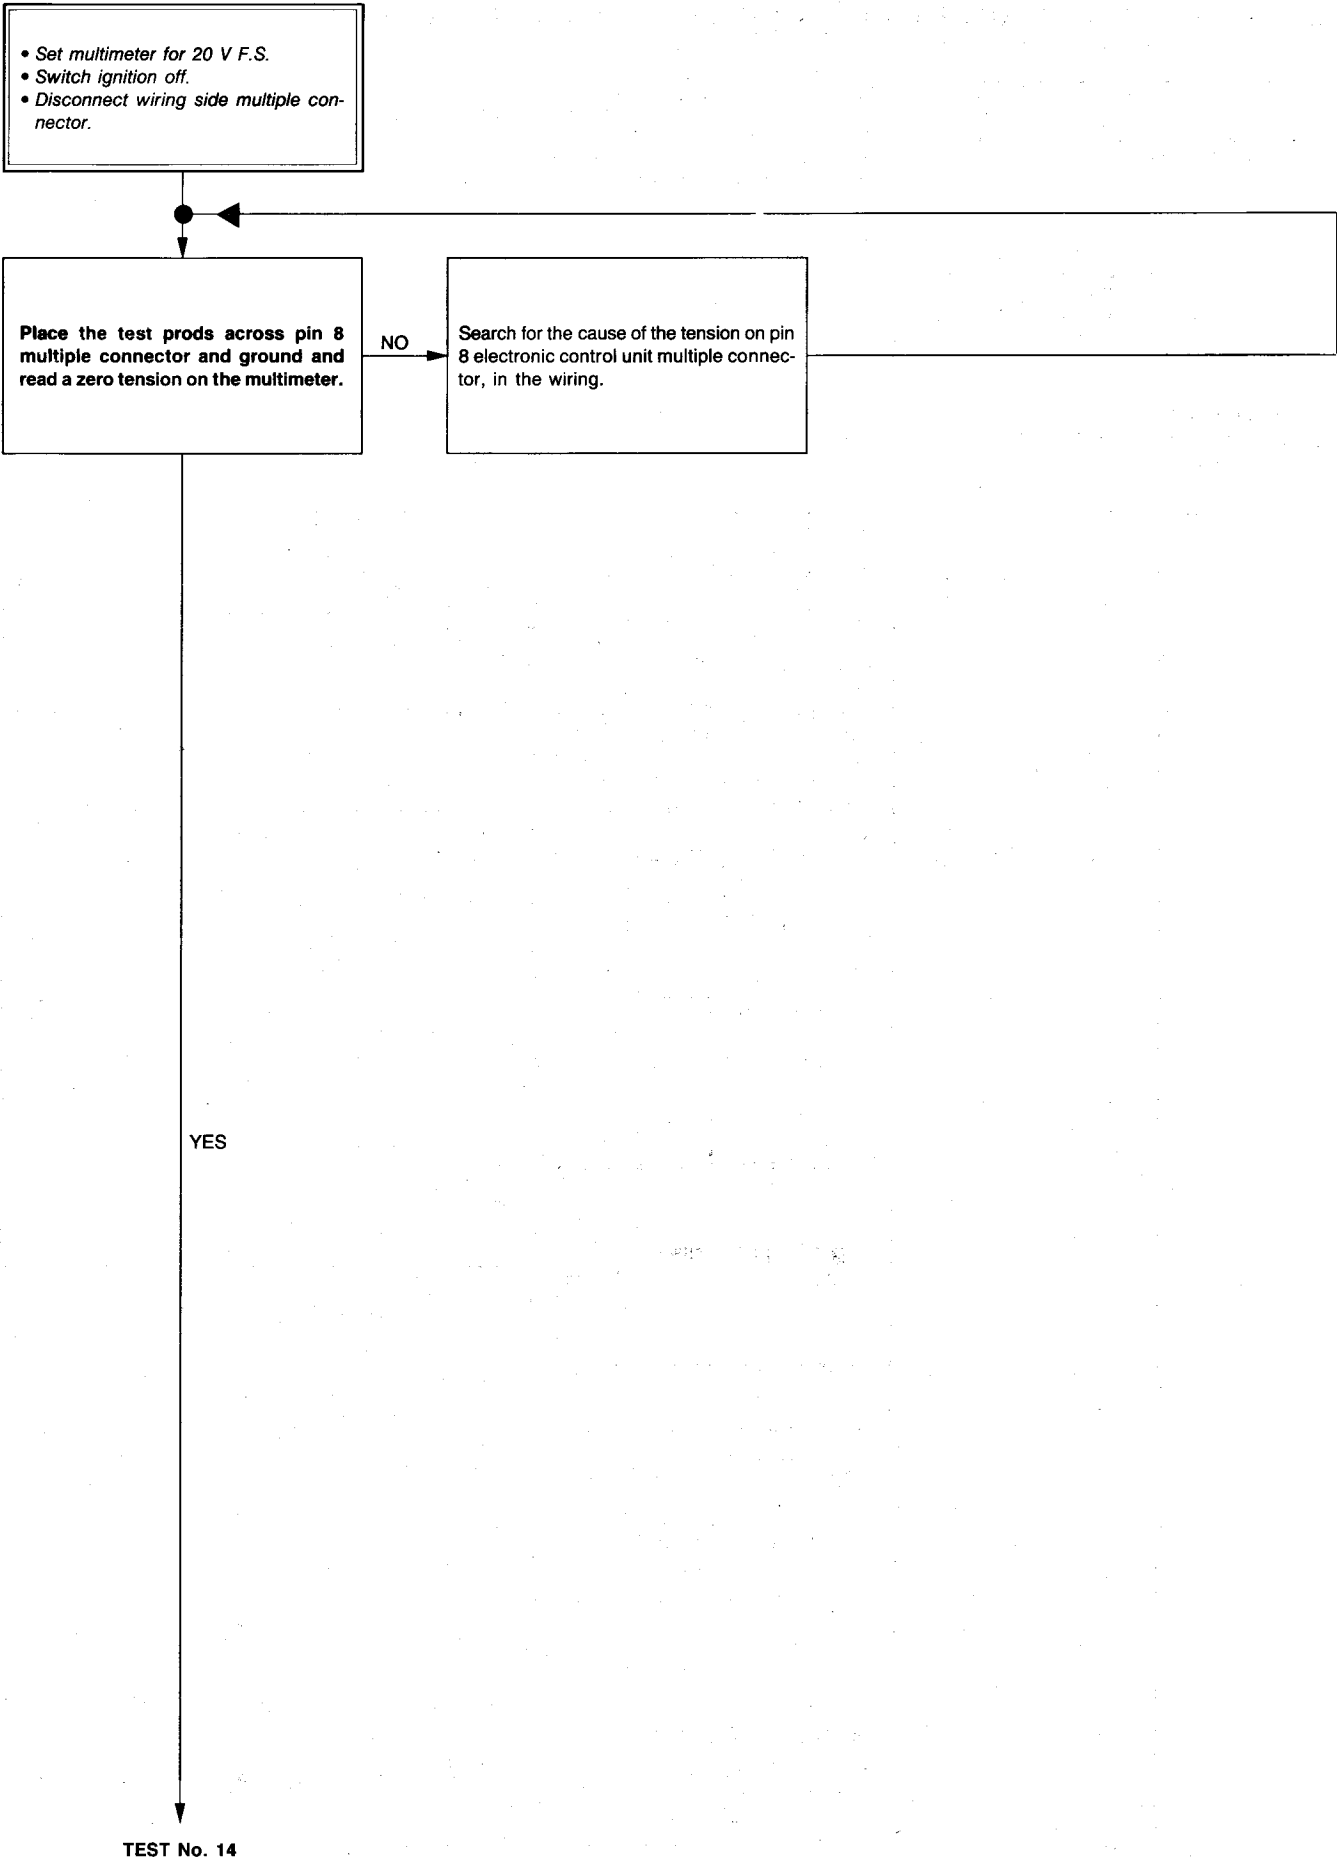 • Set multimeter for 20 V F.S.
• Switch ignition off.
• Disconnect wiring side multiple con-
nector.
Place the test prods across pin 8
multiple connector and ground and
read a zero tension on the multimeter.
NO
Search for the cause of the tension on pin
8 electronic control unit multiple connec-
tor, in the wiring.
YES
TEST No. 14